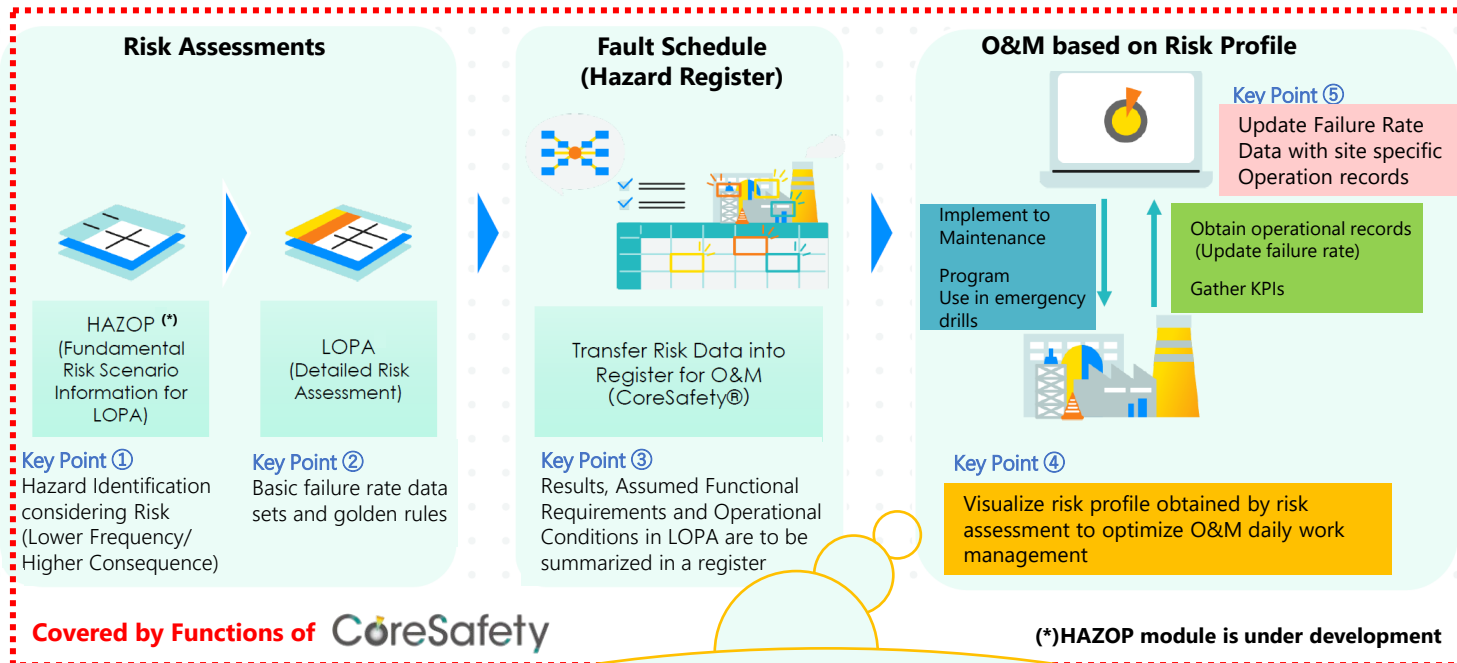 Risk Assessments
HAZOP (*)
(Fundamental
Risk Scenario
Information for
LOPA)
LOPA
(Detailed Risk
Assessment)
Key Point ①
Hazard Identification
considering Risk
(Lower Frequency/
Higher Consequence)
Key Point ②
Basic failure rate data
sets and golden rules
Fault Schedule
(Hazard Register)
Transfer Risk Data into
Register for O&M
(CoreSafety®)
Key Point ③
Results, Assumed Functional
Requirements and Operational
Conditions in LOPA are to be
summarized in a register
O&M based on Risk Profile
Key Point ⑤
Update Failure Rate
Data with site specific
Operation records
Implement to
Maintenance
Program
Use in emergency
drills
Obtain operational records
(Update failure rate)
Gather KPIs
Key Point ④
Visualize risk profile obtained by risk
assessment to optimize O&M daily work
management
Covered by Functions of CoreSafety
(*)HAZOP module is under development